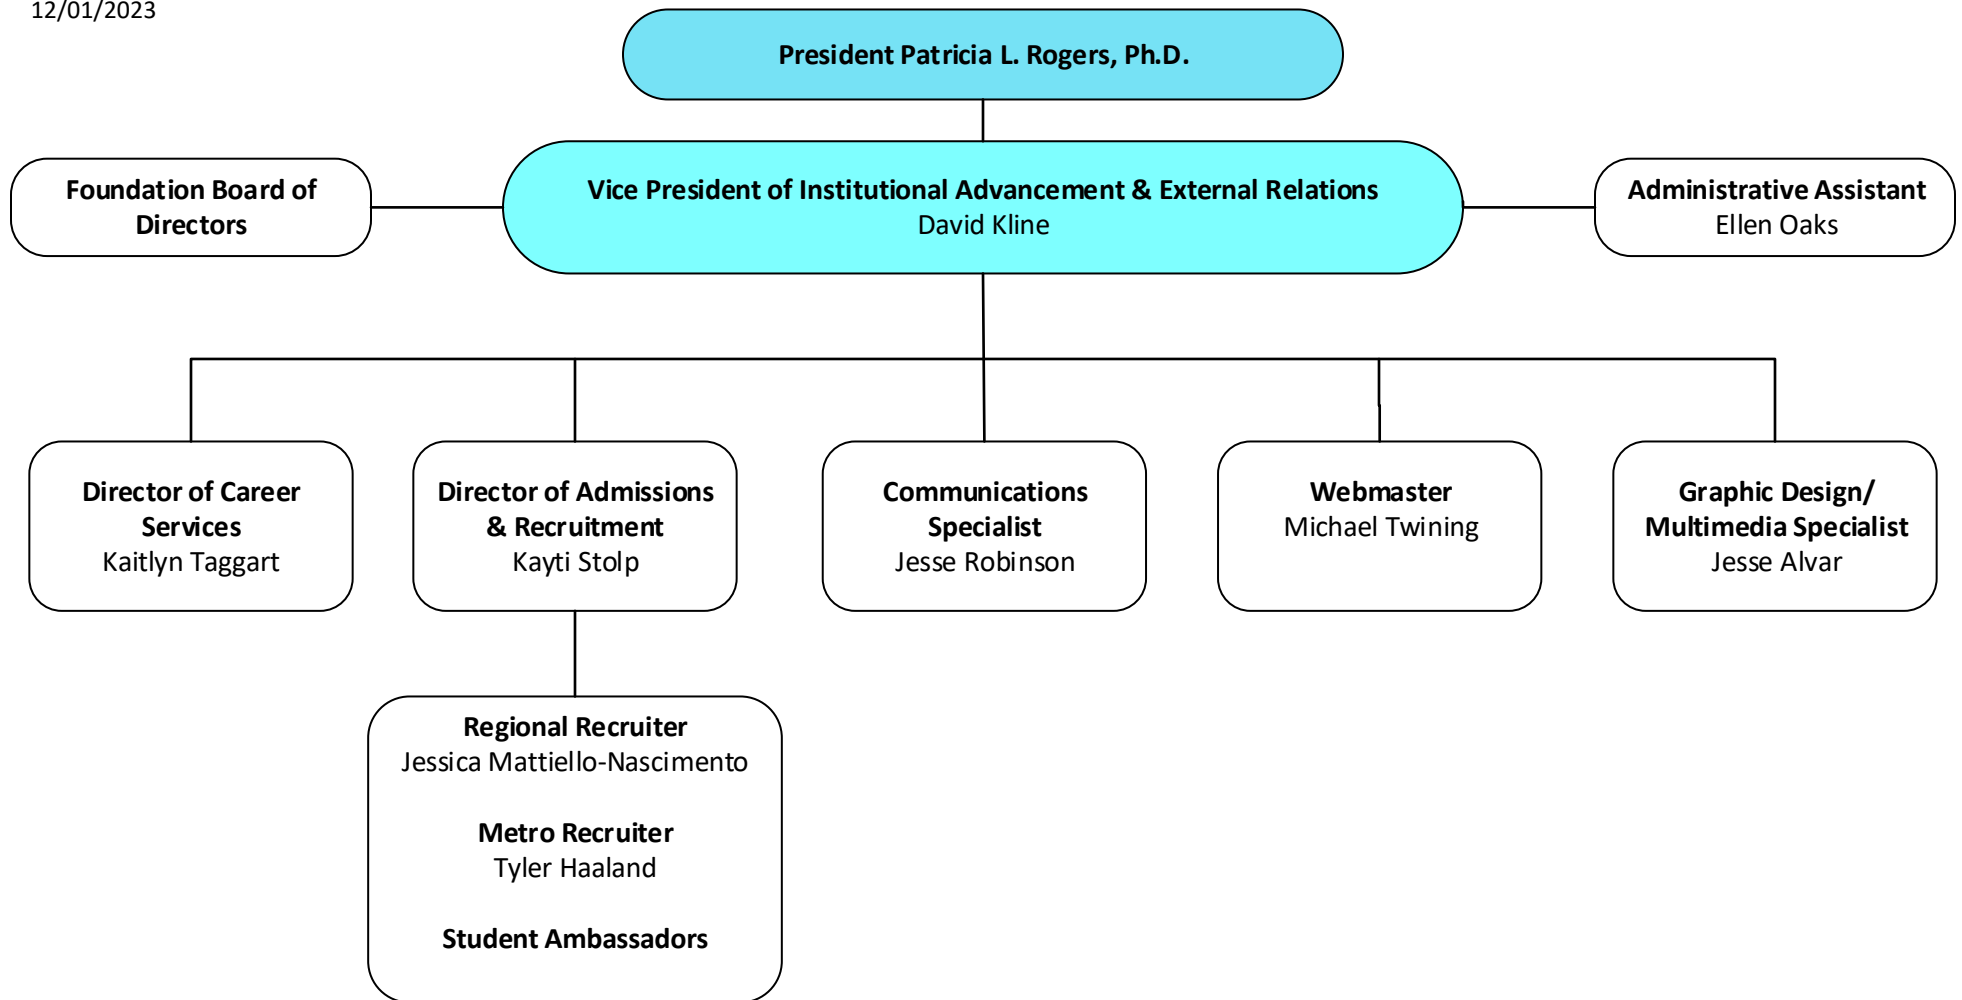 12/01/2023
President Patricia L. Rogers, Ph.D.
Foundation Board of
Directors
Vice President of Institutional Advancement & External Relations
David Kline
Administrative Assistant
Ellen Oaks
Director of Career
Services
Kaitlyn Taggart
Director of Admissions
& Recruitment
Kayti Stolp
Communications
Specialist
Jesse Robinson
Webmaster
Michael Twining
Graphic Design/
Multimedia Specialist
Jesse Alvar
Regional Recruiter
Jessica Mattiello-Nascimento
Metro Recruiter
Tyler Haaland
Student Ambassadors